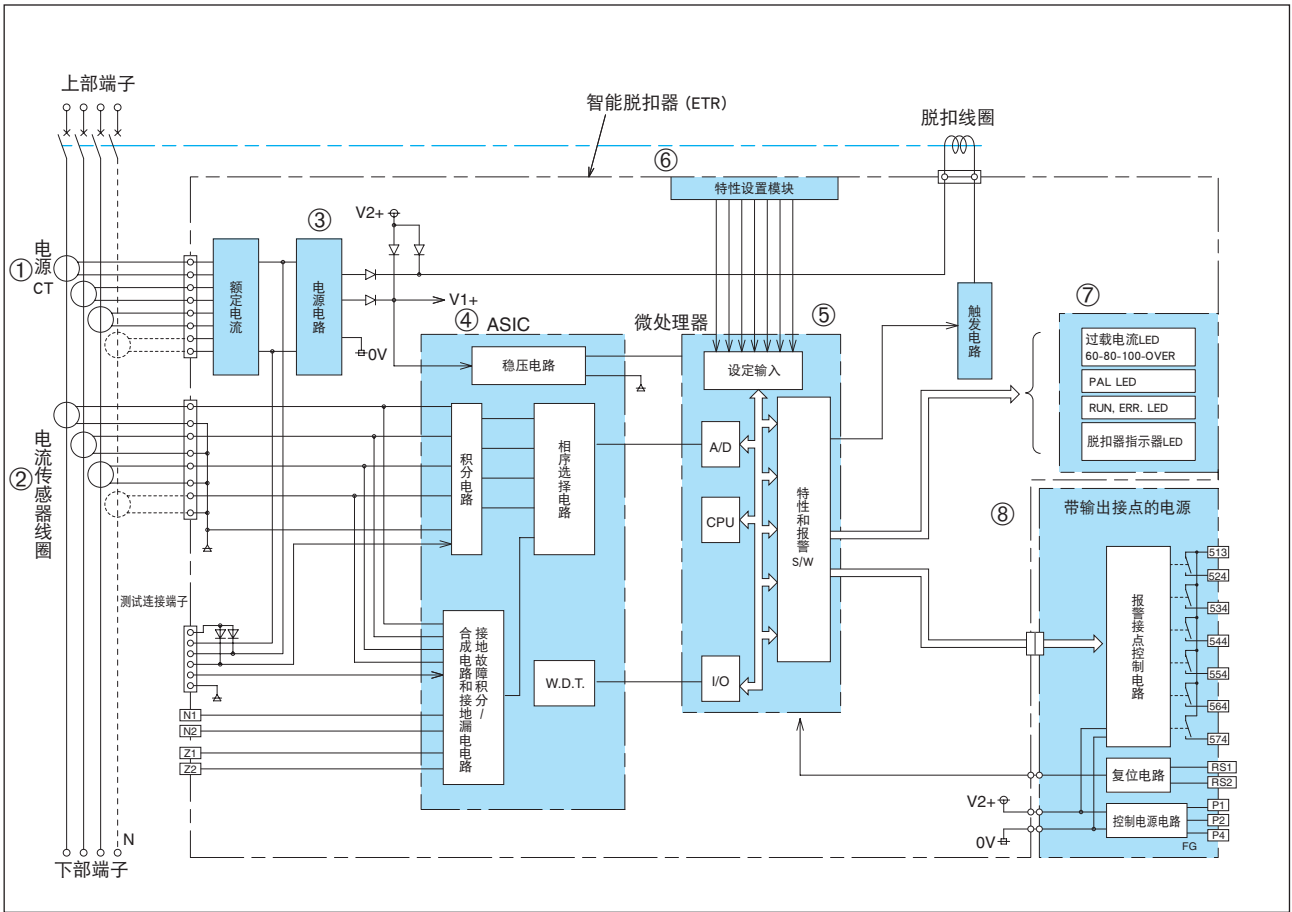 上部端子
智能脱扣器 (ETR)
脱扣线圈
⑥
特性设置模块
③
V2+
① 电源
CT
额定电流
电源电路
V1+
0V
④ ASIC
微处理器
⑤
触发电路
⑦
过载电流LED
60-80-100-OVER
PAL LED
RUN, ERR. LED
脱扣器指示器LED
稳压电路
设定输入
② 电流传感器线圈
积分电路
相序选择电路
A/D
CPU
I/O
特性和报警
S/W
⑧
带输出接点的电源
报警接点控制电路
513
524
534
544
554
564
574
测试连接端子
接地故障积分/
合成电路和接地漏电电路
W.D.T.
N1
N2
Z1
Z2
复位电路
RS1
RS2
V2+
控制电源电路
P1
P2
P4
0V
FG
N
下部端子